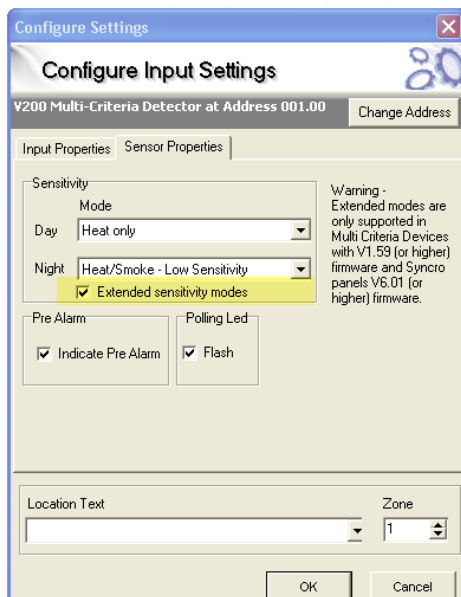 Configure Settings
Configure Input Settings
V200 Multi-Criteria Detector at Address 001.00
Change Address
Input Properties
Sensor Properties
Sensitivity
Mode
Day
Heat only
Night
Heat/Smoke - Low Sensitivity
Extended sensitivity modes
Warning -
Extended modes are
only supported in
Multi Criteria Devices
with V1.59 (or higher)
firmware and Syncro
panels V6.01 (or
higher) firmware.
Pre Alarm
Indicate Pre Alarm
Polling Led
Flash
Location Text
Zone
1
OK
Cancel